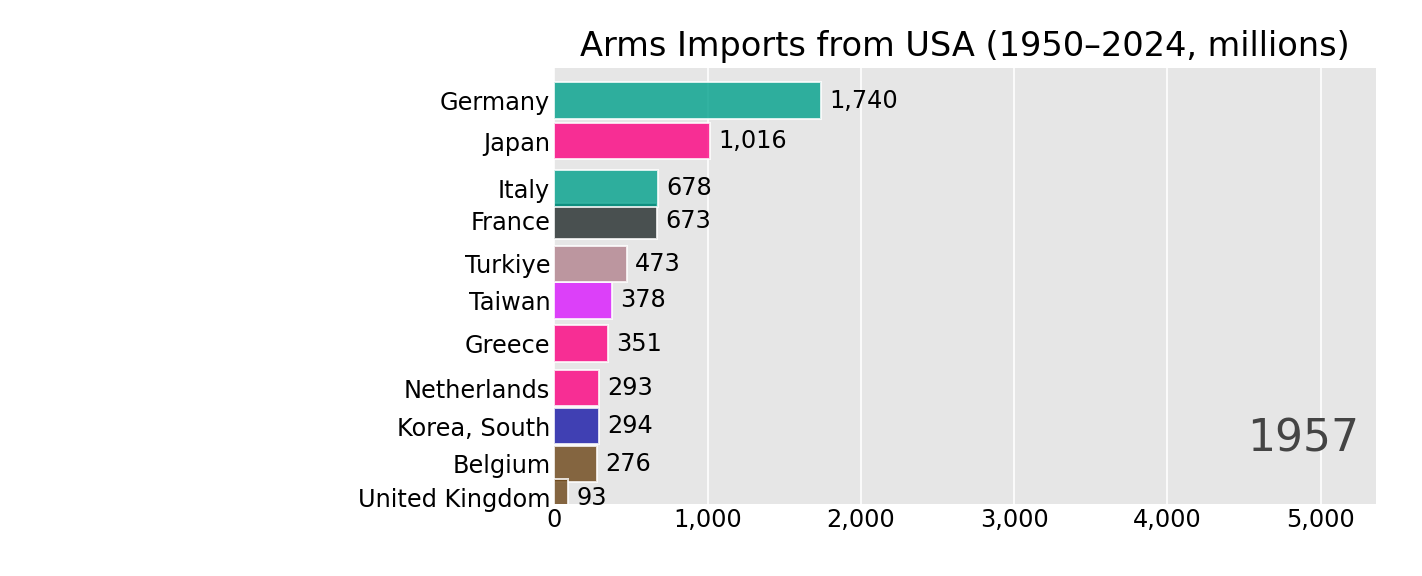 Arms Imports from USA (1950–2024, millions)
Germany 1,740
Japan 1,016
Italy 678
France 673
Turkiye 473
Taiwan 378
Greece 351
Netherlands 293
Korea, South 294
1957
Belgium 276
United Kingdom 93
0 1,000 2,000 3,000 4,000 5,000